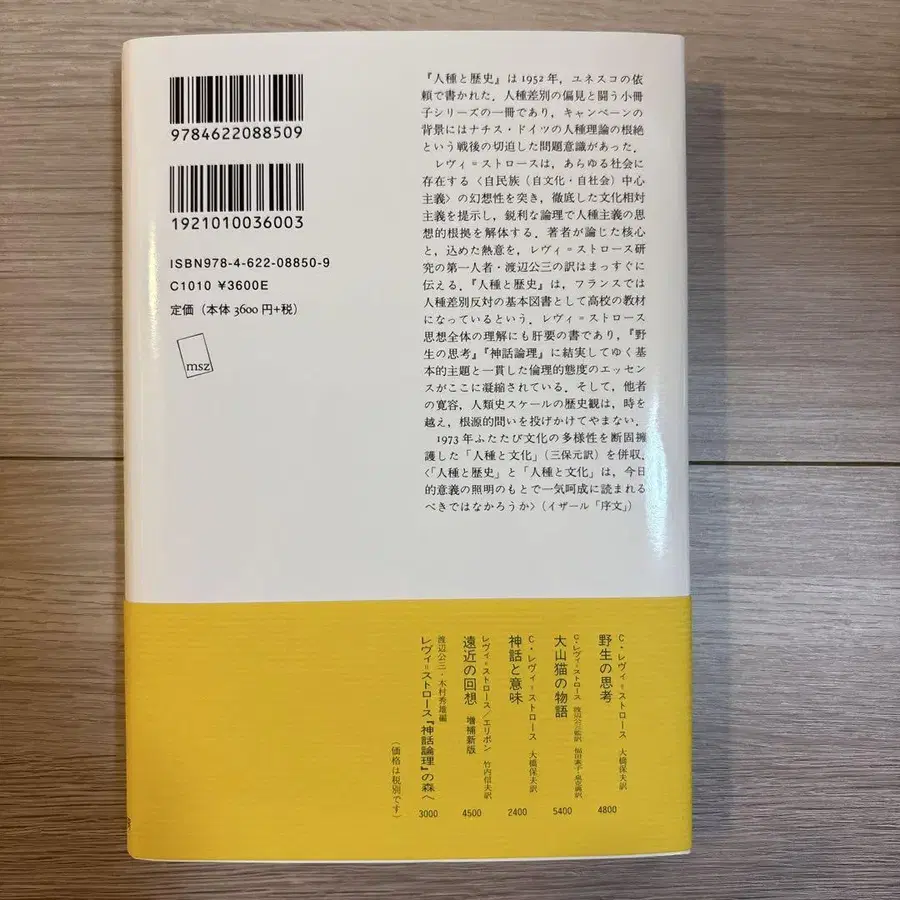 9784622088509
1921010036003
ISBN978-4-622-08850-9
C1010 ¥3600E
定価（本体 3600 円+税）
msz
『人種と歴史』は1952年，ユネスコの依
頼で書かれた．人種差別の偏見と闘う小冊
子シリーズの一冊であり，キャンペーンの
背景にはナチス・ドイツの人種理論の根絶
という戦後の切迫した問題意識があった．
レヴィ＝ストロースは，あらゆる社会に
存在する〈自民族（自文化・自社会）中心
主義〉の幻想性を突き，徹底した文化相対
主義を提示し，鋭利な論理で人種主義の思
想的根拠を解体する．著者が論じた核心
と，込めた熱意を，レヴィ＝ストロース研
究の第一人者・渡辺公三の訳はまっすぐに
伝える．『人種と歴史』は，フランスでは
人種差別反対の基本図書として高校の教材
になっているという．レヴィ＝ストロース
思想全体の理解にも肝要の書であり，『野
生の思考』『神話論理』に結実してゆく基
本的主題と一貫した倫理的態度のエッセン
スがここに凝縮されている．そして，他者
の寛容，人類史スケールの歴史観は，時を
越え，根源的問いを投げかけてやまない．
1973年ふたたび文化の多様性を断固擁
護した「人種と文化」（三保元訳）を併収．
〈「人種と歴史」と「人種と文化」は，今日
的意義の照明のもとで一気呵成に読まれる
べきではなかろうか〉（イザール「序文」）
C・レヴィ＝ストロース 大橋保夫訳
野生の思考
4800
C・レヴィ＝ストロース 渡辺公三監訳 福田素子・泉克典訳
大山猫の物語
5400
C・レヴィ＝ストロース 大橋保夫訳
神話と意味
2400
レヴィ＝ストロース／エリボン 竹内信夫訳
遠近の回想 増補新版
4500
渡辺公三・木村秀雄編
レヴィ＝ストロース『神話論理』の森へ
3000
（価格は税別です）